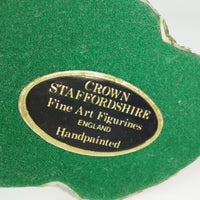 CROWN
STAFFORDSHIRE
Fine Art Figurines
ENGLAND
Handpainted